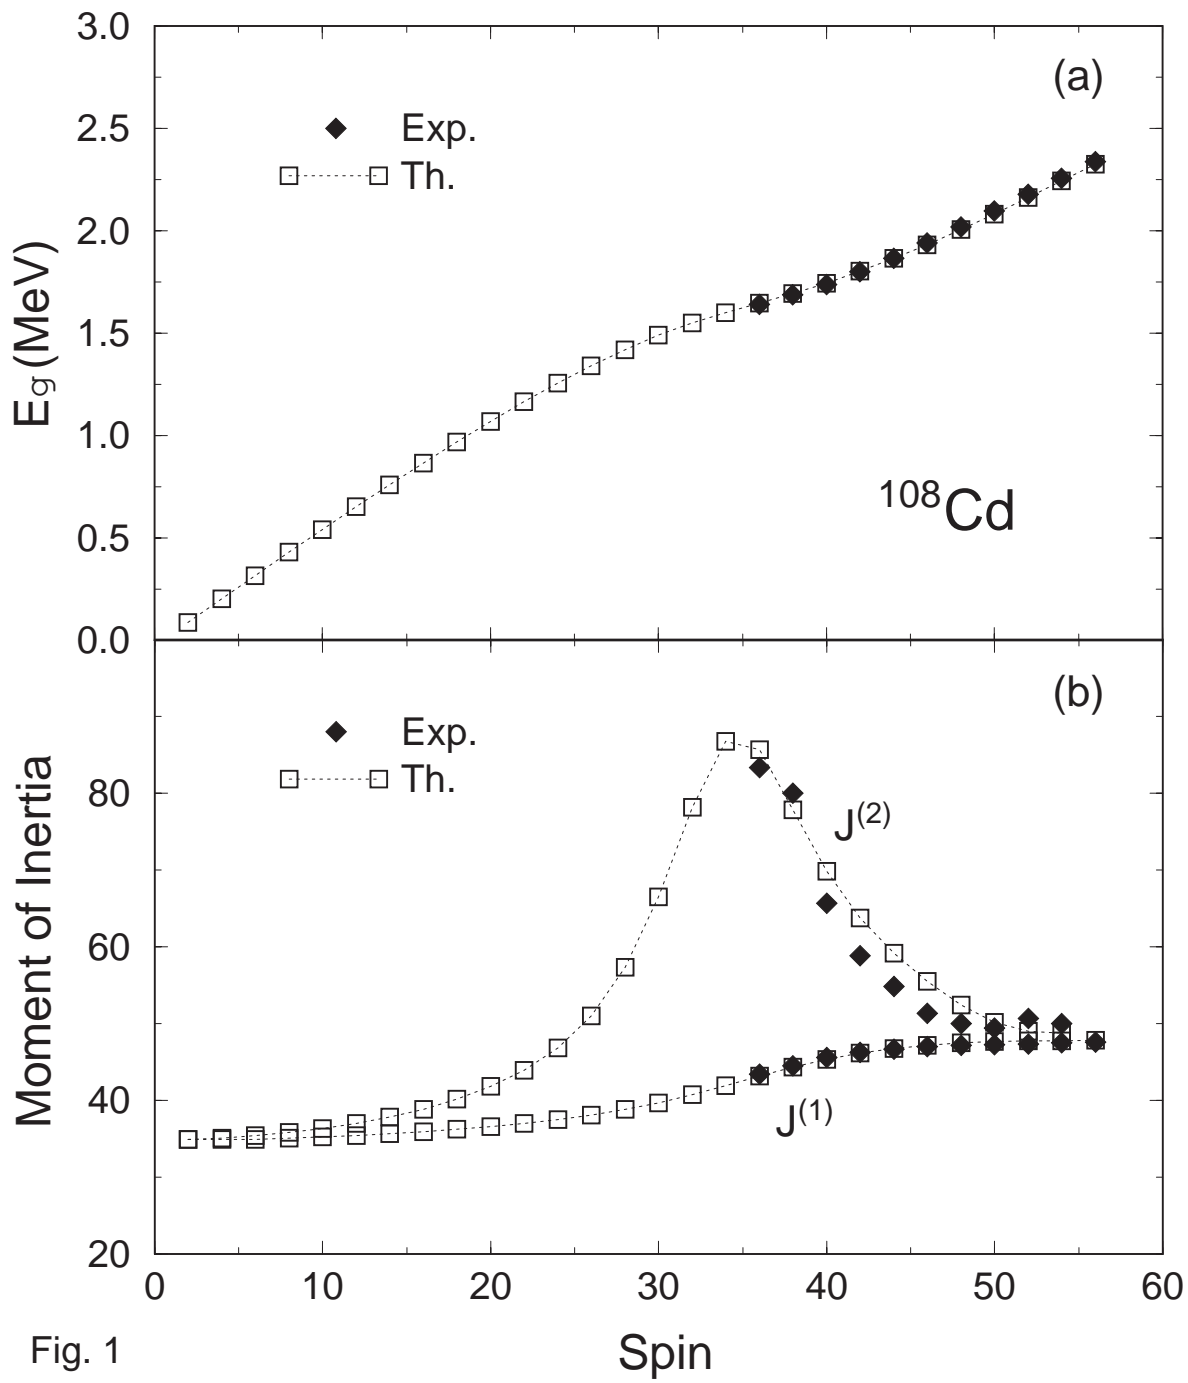 3.0
(a)
2.5
Exp.
Th.
2.0
Eg (MeV)
1.5
1.0
108Cd
0.5
0.0
(b)
Exp.
Th.
80
J(2)
Moment of Inertia
60
40
J(1)
20
0 10 20 30 40 50 60
Spin
Fig. 1